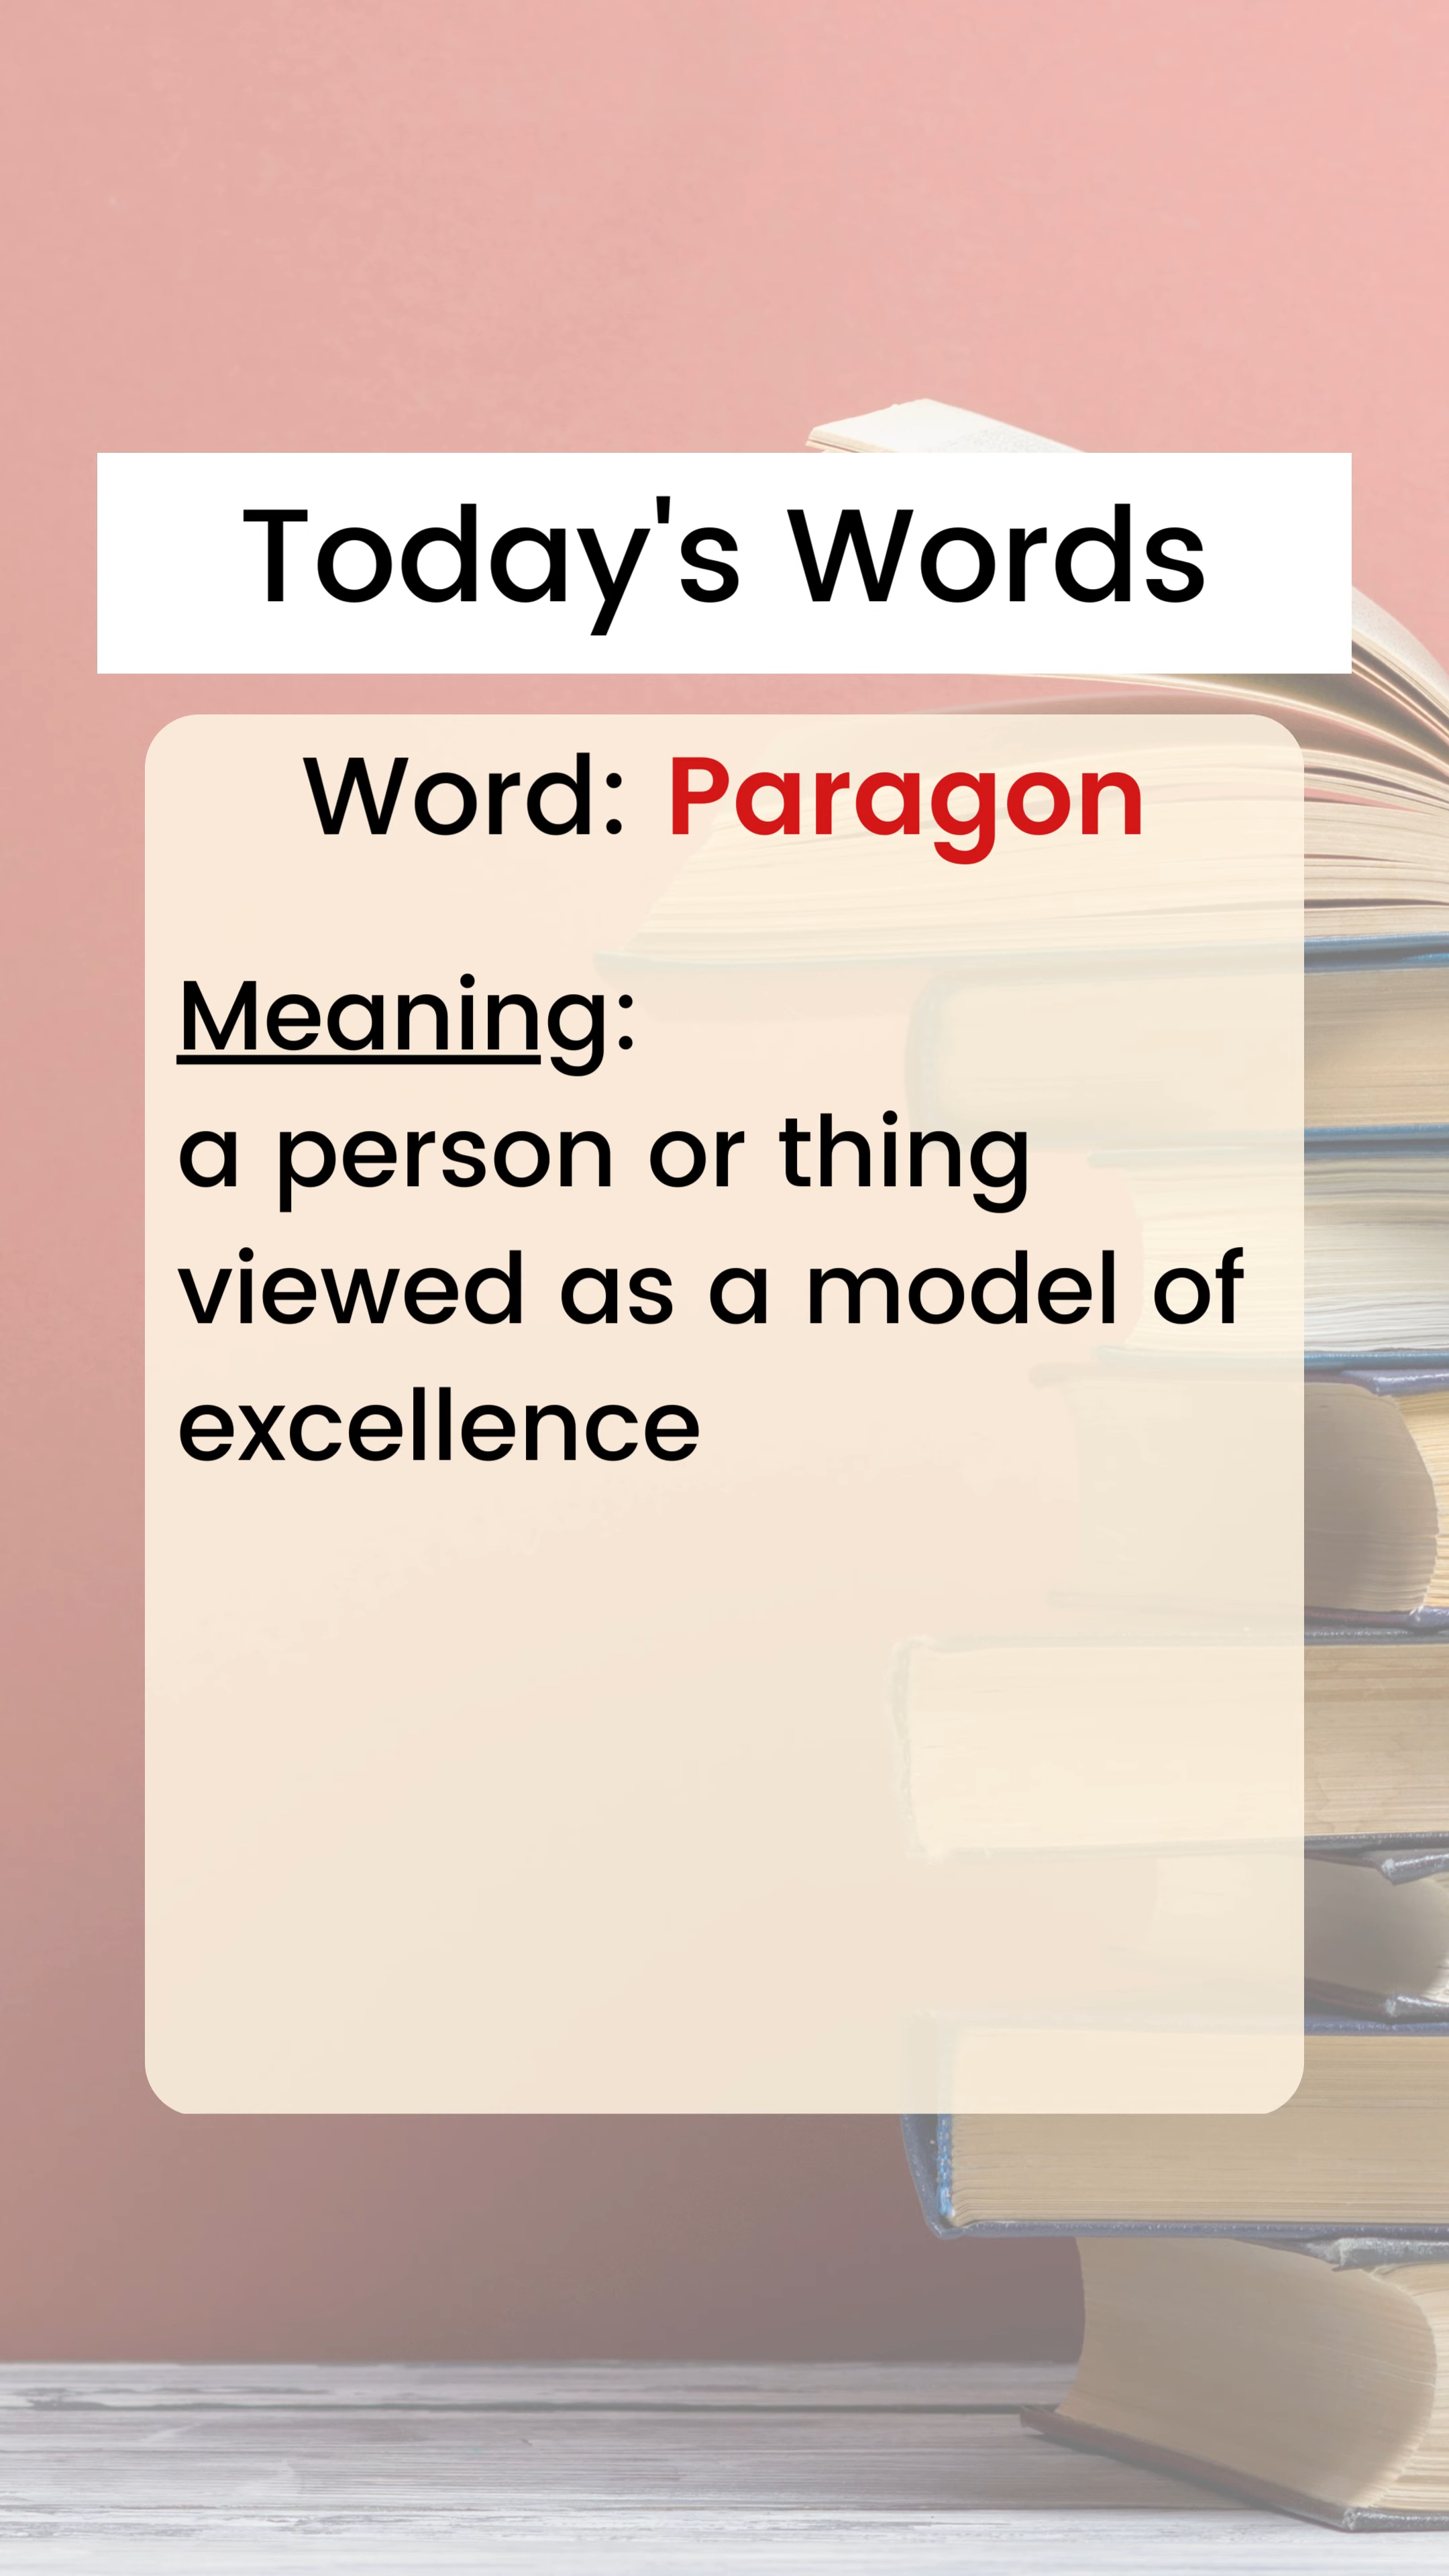 Today's Words
Word: Paragon
Meaning:
a person or thing
viewed as a model of
excellence